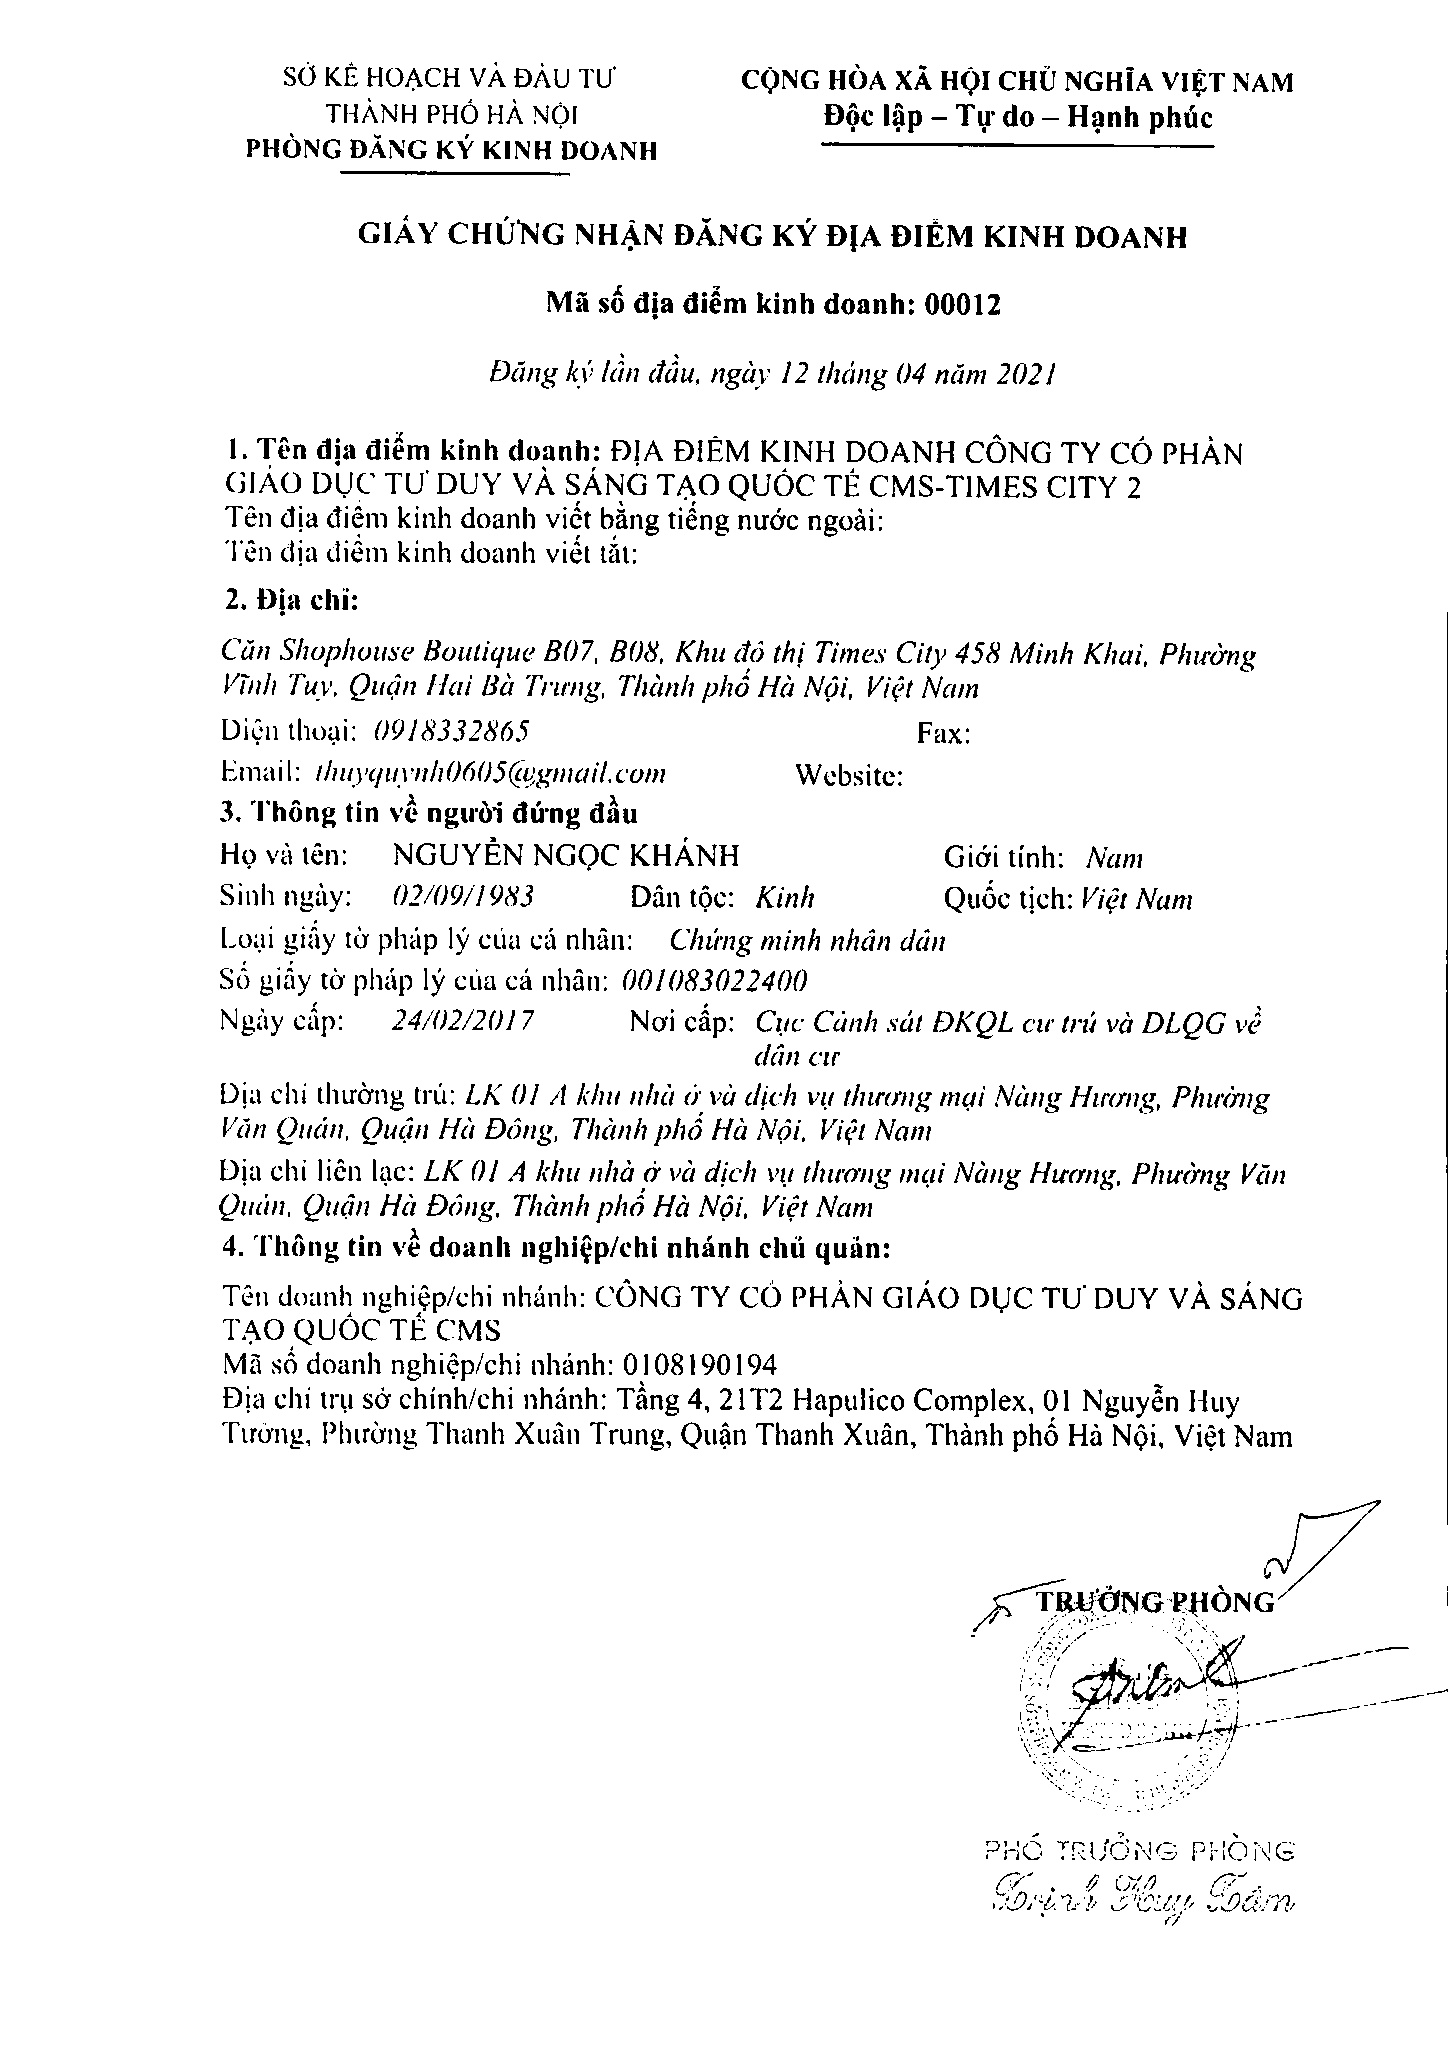 SỞ KẾ HOẠCH VÀ ĐẦU TƯ
THÀNH PHỐ HÀ NỘI
PHÒNG ĐĂNG KÝ KINH DOANH
CỘNG HÒA XÃ HỘI CHỦ NGHĨA VIỆT NAM
Độc lập – Tự do – Hạnh phúc
GIẤY CHỨNG NHẬN ĐĂNG KÝ ĐỊA ĐIỂM KINH DOANH
Mã số địa điểm kinh doanh: 00012
Đăng ký lần đầu, ngày 12 tháng 04 năm 2021
1. Tên địa điểm kinh doanh: ĐỊA ĐIỂM KINH DOANH CÔNG TY CỔ PHẦN
GIÁO DỤC TƯ DUY VÀ SÁNG TẠO QUỐC TẾ CMS-TIMES CITY 2
Tên địa điểm kinh doanh viết bằng tiếng nước ngoài:
Tên địa điểm kinh doanh viết tắt:
2. Địa chỉ:
Căn Shophouse Boutique B07, B08, Khu đô thị Times City 458 Minh Khai, Phường
Vĩnh Tuy, Quận Hai Bà Trưng, Thành phố Hà Nội, Việt Nam
Điện thoại: 0918332865 Fax:
Email: thuyquynh0605@gmail.com Website:
3. Thông tin về người đứng đầu
Họ và tên: NGUYỄN NGỌC KHÁNH Giới tính: Nam
Sinh ngày: 02/09/1983 Dân tộc: Kinh Quốc tịch: Việt Nam
Loại giấy tờ pháp lý của cá nhân: Chứng minh nhân dân
Số giấy tờ pháp lý của cá nhân: 001083022400
Ngày cấp: 24/02/2017 Nơi cấp: Cục Cảnh sát ĐKQL cư trú và DLQG về
dân cư
Địa chỉ thường trú: LK 01 A khu nhà ở và dịch vụ thương mại Nàng Hương, Phường
Văn Quán, Quận Hà Đông, Thành phố Hà Nội, Việt Nam
Địa chỉ liên lạc: LK 01 A khu nhà ở và dịch vụ thương mại Nàng Hương, Phường Văn
Quán, Quận Hà Đông, Thành phố Hà Nội, Việt Nam
4. Thông tin về doanh nghiệp/chi nhánh chủ quản:
Tên doanh nghiệp/chi nhánh: CÔNG TY CỔ PHẦN GIÁO DỤC TƯ DUY VÀ SÁNG
TẠO QUỐC TẾ CMS
Mã số doanh nghiệp/chi nhánh: 0108190194
Địa chỉ trụ sở chính/chi nhánh: Tầng 4, 21T2 Hapulico Complex, 01 Nguyễn Huy
Tưởng, Phường Thanh Xuân Trung, Quận Thanh Xuân, Thành phố Hà Nội, Việt Nam
TRƯỞNG PHÒNG
PHÓ TRƯỞNG PHÒNG
Trịnh Huy Tâm